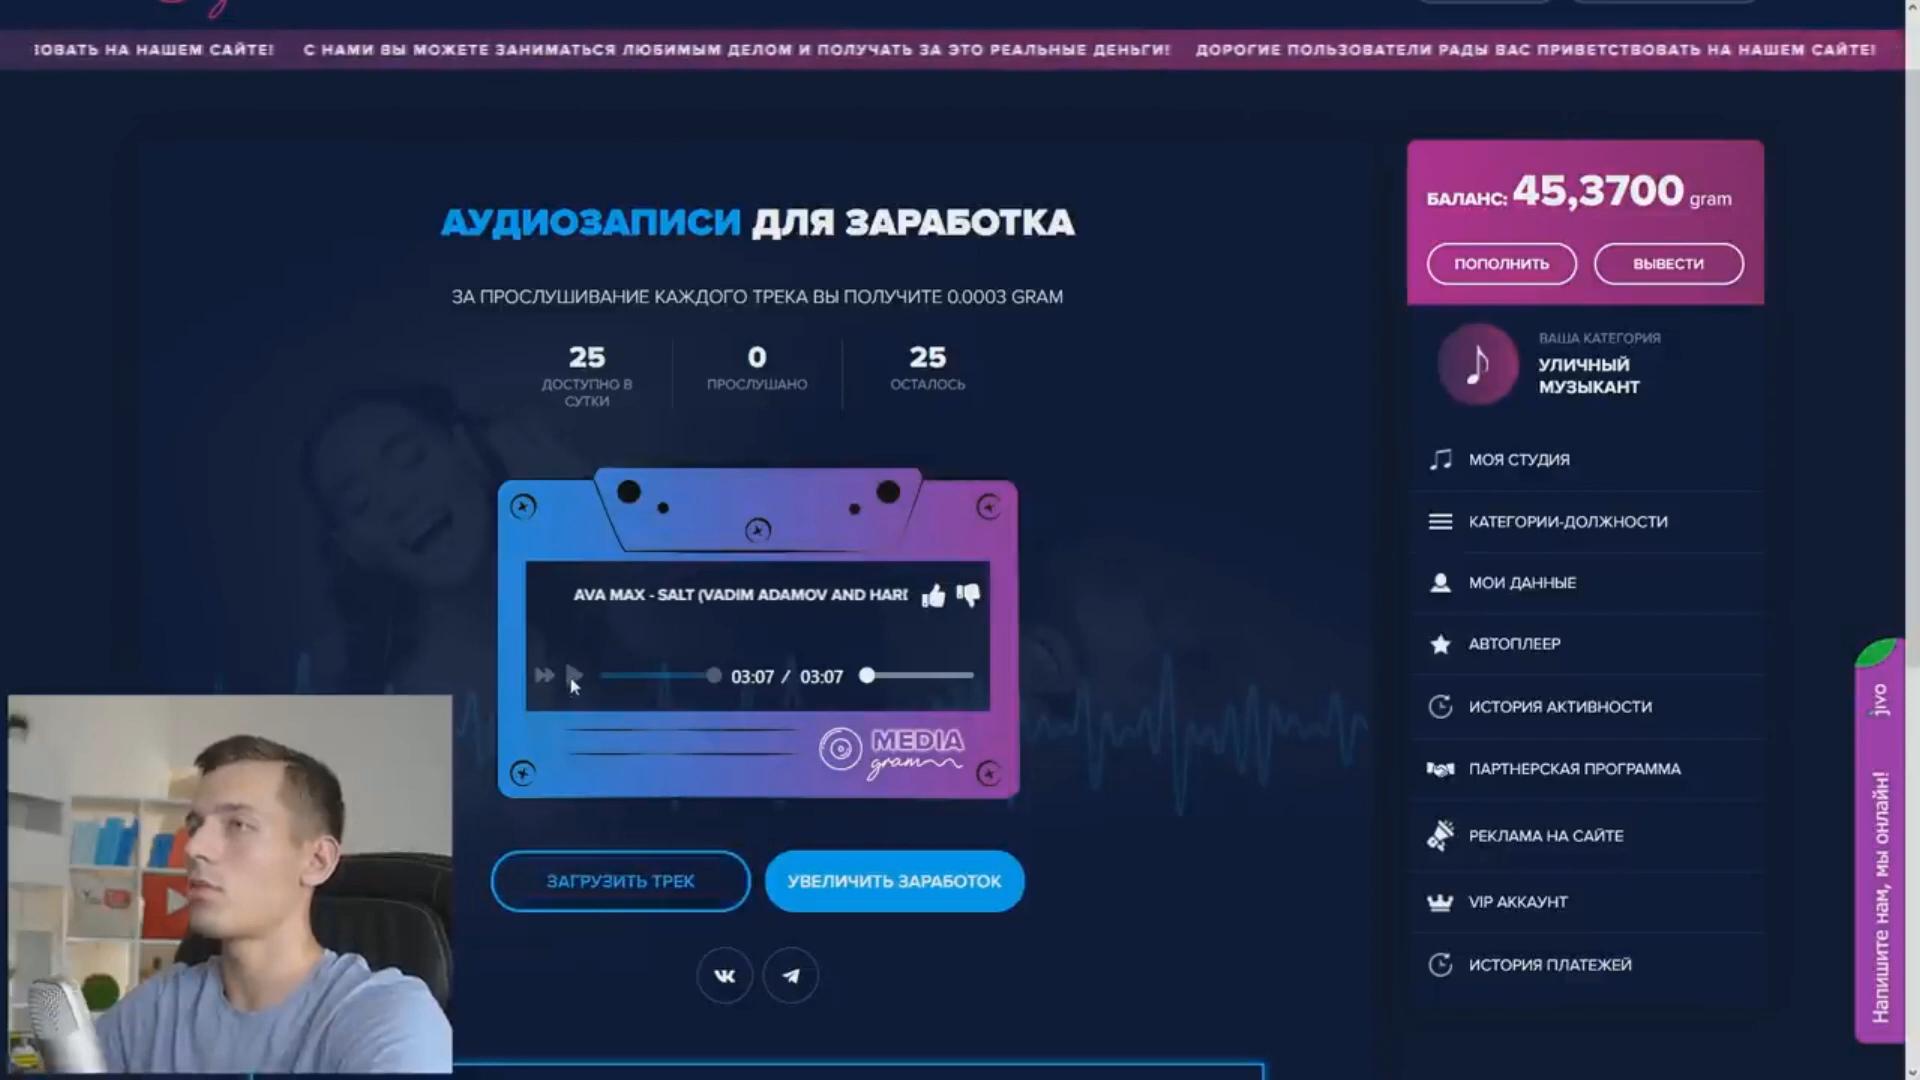 ЗОВАТЬ НА НАШЕМ САЙТЕ! С НАМИ ВЫ МОЖЕТЕ ЗАНИМАТЬСЯ ЛЮБИМЫМ ДЕЛОМ И ПОЛУЧАТЬ ЗА ЭТО РЕАЛЬНЫЕ ДЕНЬГИ! ДОРОГИЕ ПОЛЬЗОВАТЕЛИ РАДЫ ВАС ПРИВЕТСТВОВАТЬ НА НАШЕМ САЙТЕ!
АУДИОЗАПИСИ ДЛЯ ЗАРАБОТКА
ЗА ПРОСЛУШИВАНИЕ КАЖДОГО ТРЕКА ВЫ ПОЛУЧИТЕ 0.0003 GRAM
25 0 25
ДОСТУПНО В СУТКИ
ПРОСЛУШАНО
ОСТАЛОСЬ
AVA MAX - SALT (VADIM ADAMOV AND HARD
03:07 / 03:07
MEDIA
gram
ЗАГРУЗИТЬ ТРЕК
УВЕЛИЧИТЬ ЗАРАБОТОК
БАЛАНС: 45,3700 gram
ПОПОЛНИТЬ
ВЫВЕСТИ
ВАША КАТЕГОРИЯ
УЛИЧНЫЙ
МУЗЫКАНТ
МОЯ СТУДИЯ
КАТЕГОРИИ-ДОЛЖНОСТИ
МОИ ДАННЫЕ
АВТОПЛЕЕР
ИСТОРИЯ АКТИВНОСТИ
ПАРТНЕРСКАЯ ПРОГРАММА
РЕКЛАМА НА САЙТЕ
VIP АККАУНТ
ИСТОРИЯ ПЛАТЕЖЕЙ
Напишите нам, мы онлайн!
jivo
You